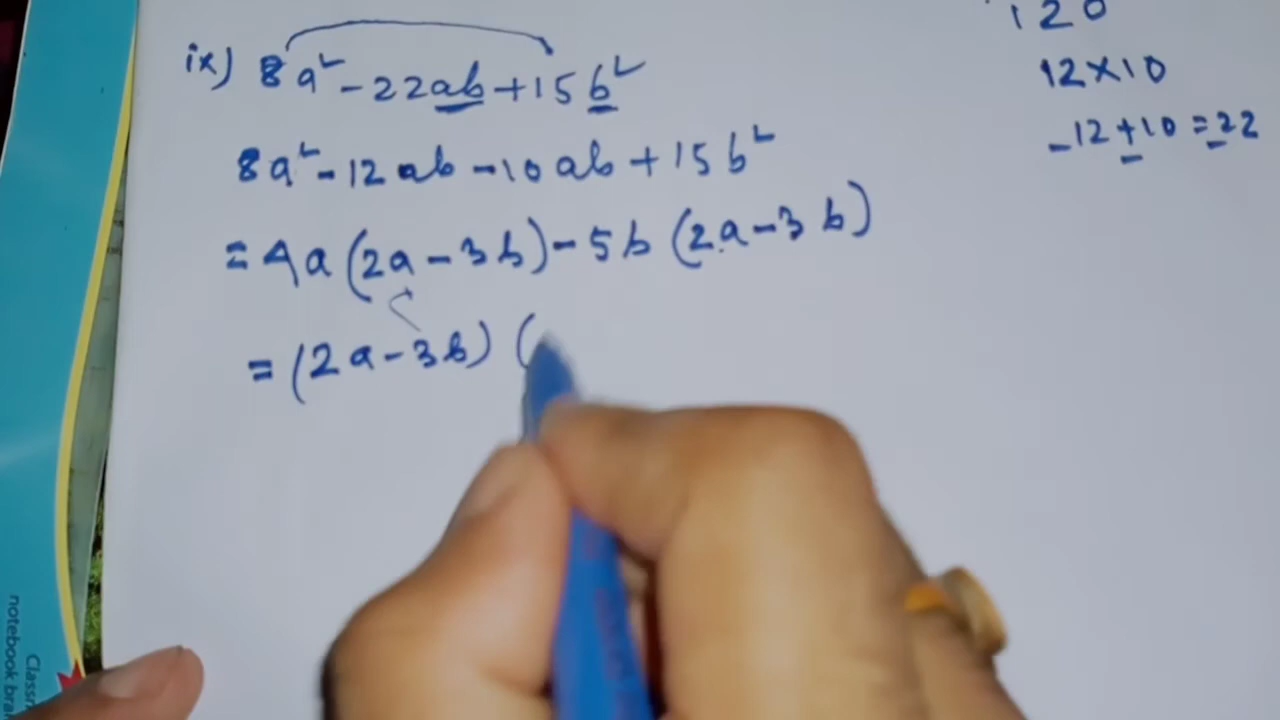 ix) 8a² - 22ab + 15b²
8a² - 12ab - 10ab + 15b²
= 4a (2a - 3b) - 5b (2a - 3b)
= (2a - 3b) (
120
12 × 10
-12 + 10 = -22
notebook